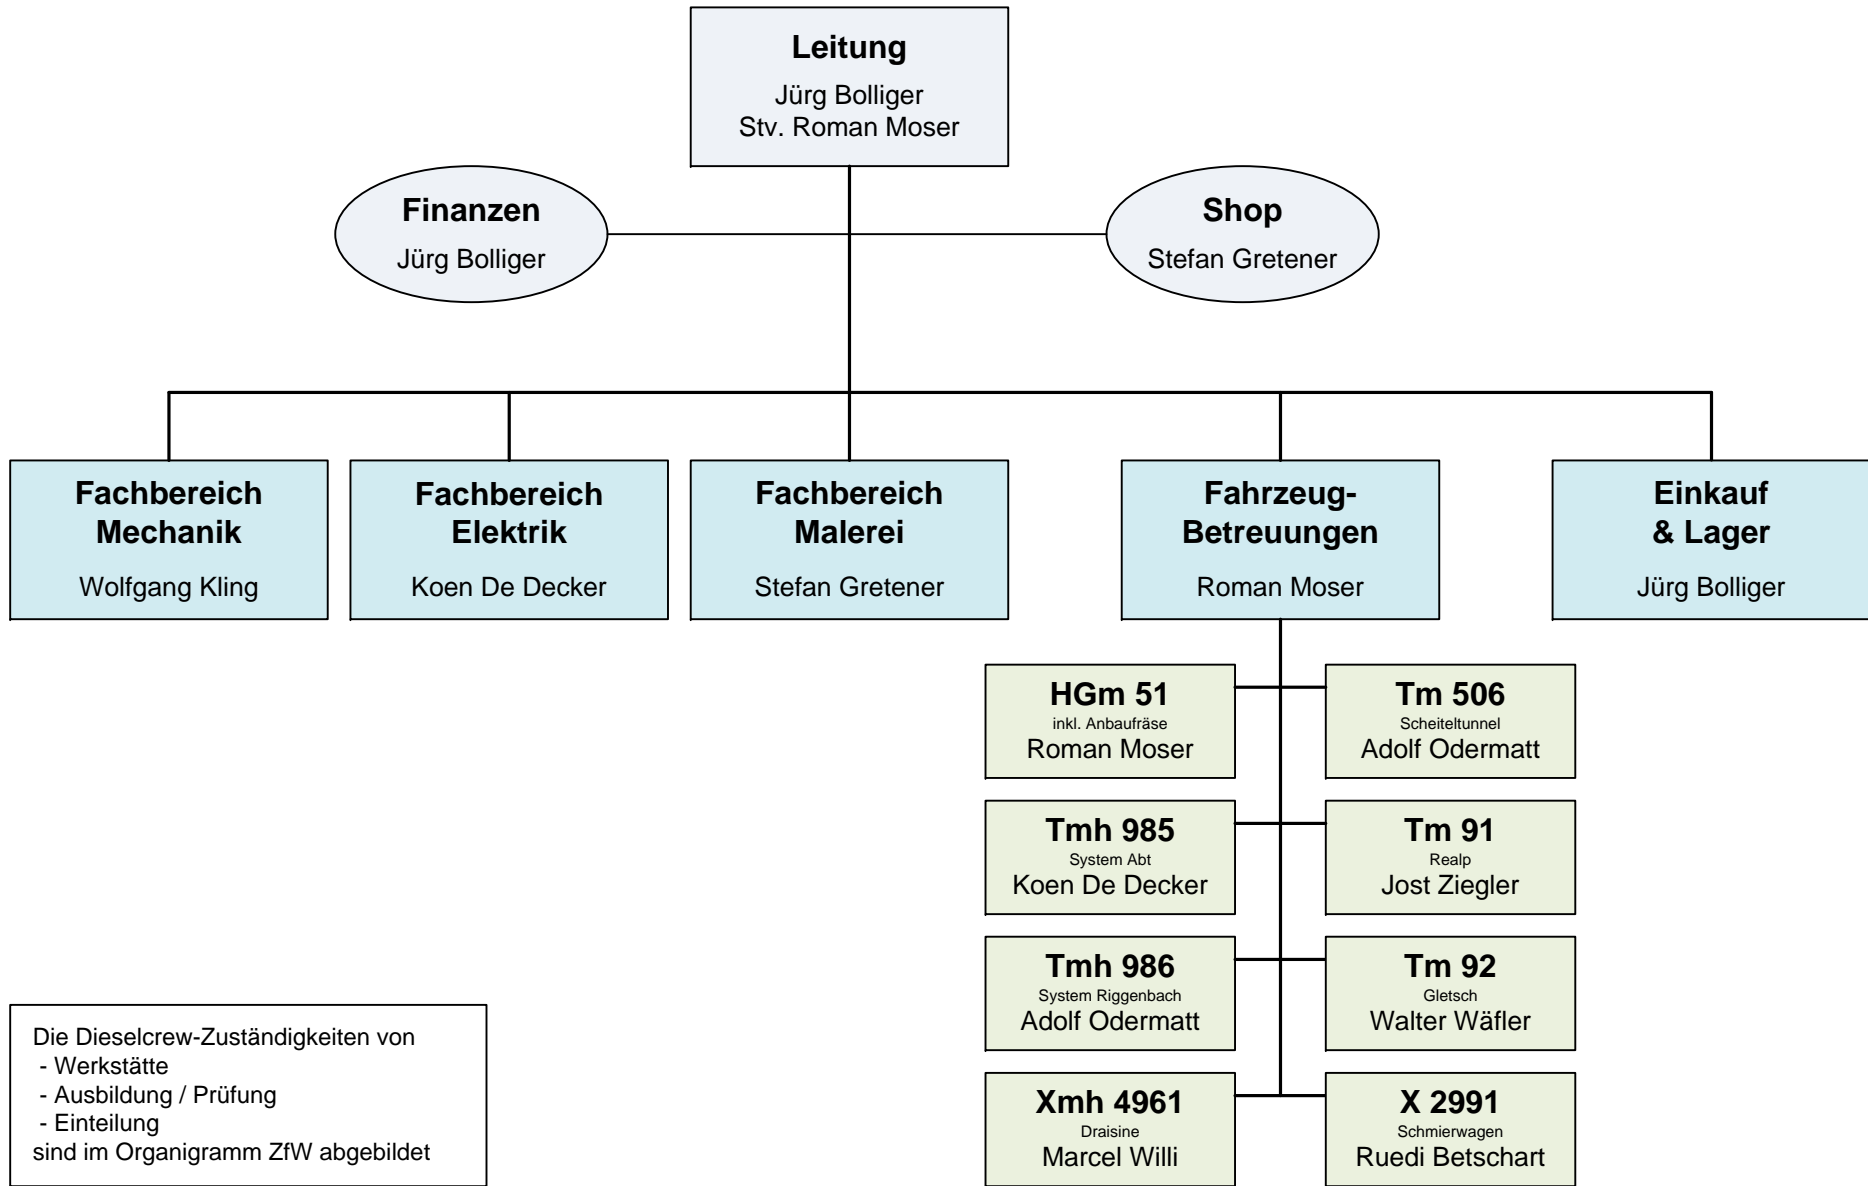 Leitung
Jürg Bolliger
Stv. Roman Moser
Finanzen
Jürg Bolliger
Shop
Stefan Gretener
Fachbereich
Mechanik
Wolfgang Kling
Fachbereich
Elektrik
Koen De Decker
Fachbereich
Malerei
Stefan Gretener
Fahrzeug-
Betreuungen
Roman Moser
Einkauf
& Lager
Jürg Bolliger
HGm 51
inkl. Anbaufräse
Roman Moser
Tm 506
Scheiteltunnel
Adolf Odermatt
Tmh 985
System Abt
Koen De Decker
Tm 91
Realp
Jost Ziegler
Tmh 986
System Riggenbach
Adolf Odermatt
Tm 92
Gletsch
Walter Wäfler
Xmh 4961
Draisine
Marcel Willi
X 2991
Schmierwagen
Ruedi Betschart
Die Dieselcrew-Zuständigkeiten von
- Werkstätte
- Ausbildung / Prüfung
- Einteilung
sind im Organigramm ZfW abgebildet